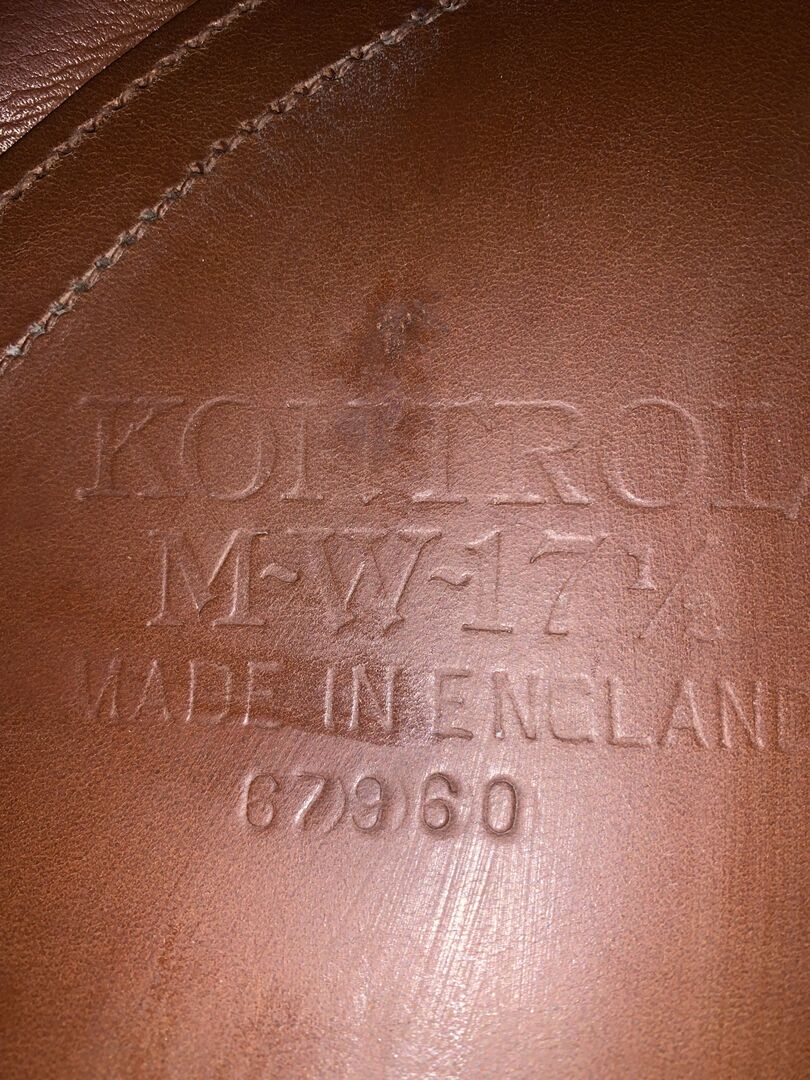 KONTROL
M-W-17½
MADE IN ENGLAND
67960